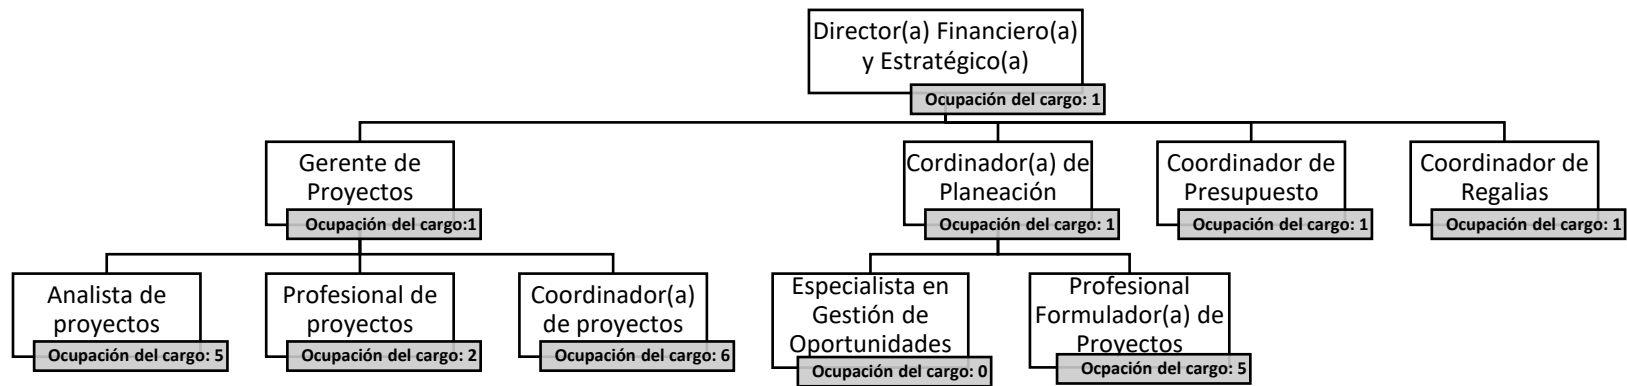 Director(a) Financiero(a)
y Estratégico(a)
Ocupación del cargo: 1
Gerente de
Proyectos
Ocupación del cargo:1
Cordinador(a) de
Planeación
Ocupación del cargo: 1
Coordinador de
Presupuesto
Ocupación del cargo: 1
Coordinador de
Regalias
Ocupación del cargo: 1
Analista de
proyectos
Ocupación del cargo: 5
Profesional de
proyectos
Ocupación del cargo: 2
Coordinador(a)
de proyectos
Ocupación del cargo: 6
Especialista en
Gestión de
Oportunidades
Ocupación del cargo: 0
Profesional
Formulador(a) de
Proyectos
Ocpación del cargo: 5